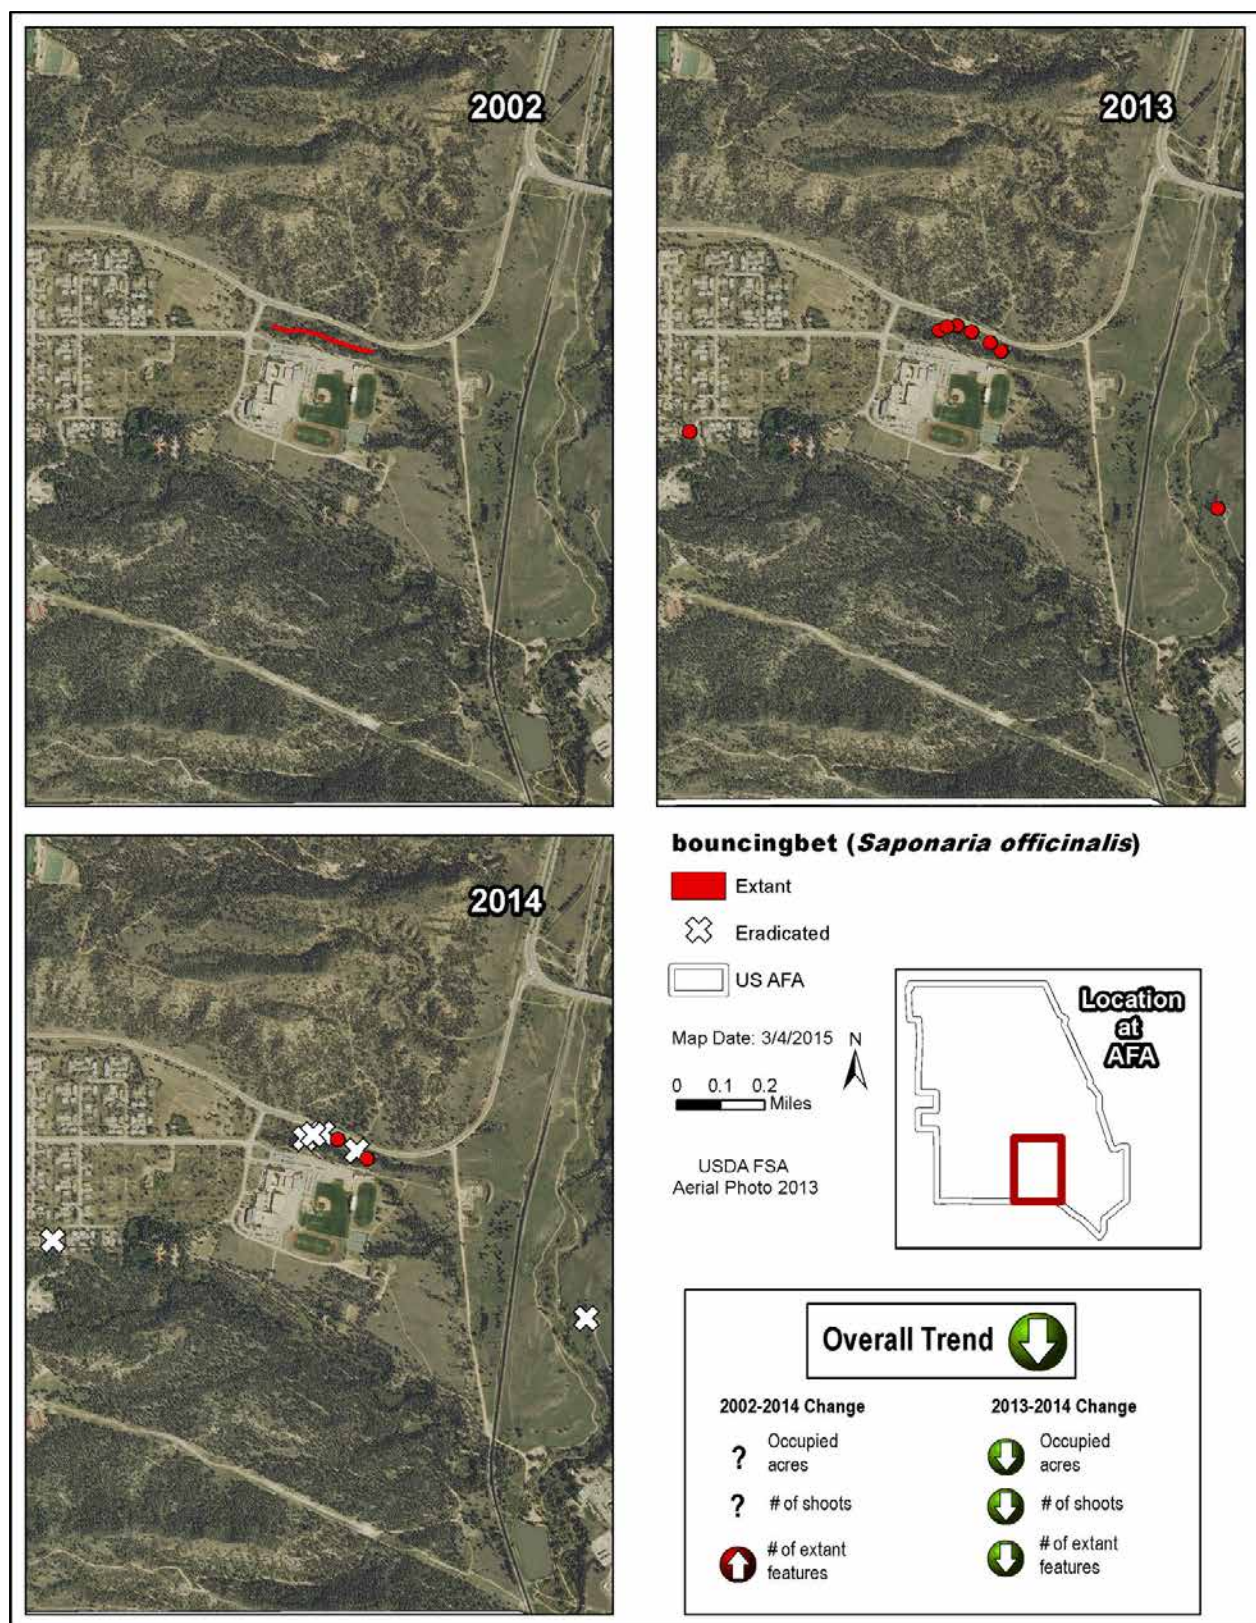 2002
2013
2014
bouncingbet (Saponaria officinalis)
Extant
Eradicated
US AFA
Map Date: 3/4/2015
N
0 0.1 0.2
Miles
USDA FSA
Aerial Photo 2013
Location
at
AFA
Overall Trend
2002-2014 Change
? Occupied
acres
? # of shoots
# of extant
features
2013-2014 Change
Occupied
acres
# of shoots
# of extant
features